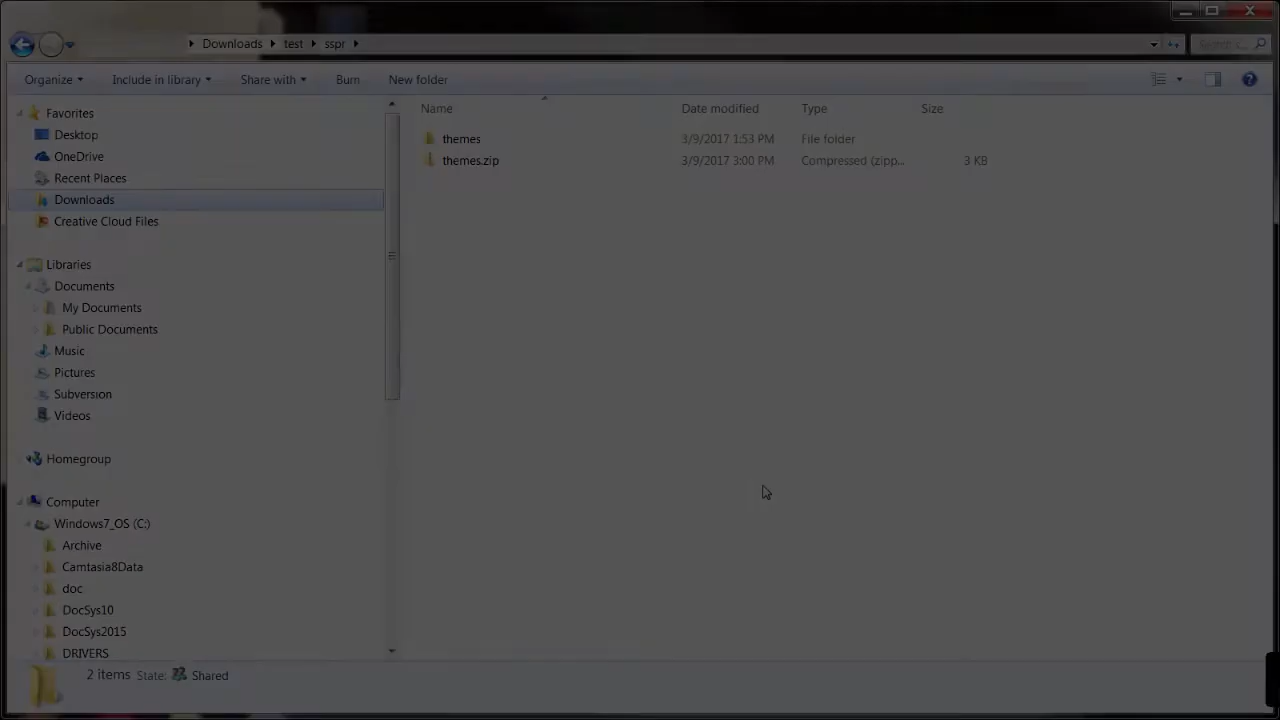 Downloads test sspr
Search s...
Organize Include in library Share with Burn New folder
Name Date modified Type Size
themes 3/9/2017 1:53 PM File folder
themes.zip 3/9/2017 3:00 PM Compressed (zipp... 3 KB
Favorites
Desktop
OneDrive
Recent Places
Downloads
Creative Cloud Files
Libraries
Documents
My Documents
Public Documents
Music
Pictures
Subversion
Videos
Homegroup
Computer
Windows7_OS (C:)
Archive
Camtasia8Data
doc
DocSys10
DocSys2015
DRIVERS
2 items State: Shared